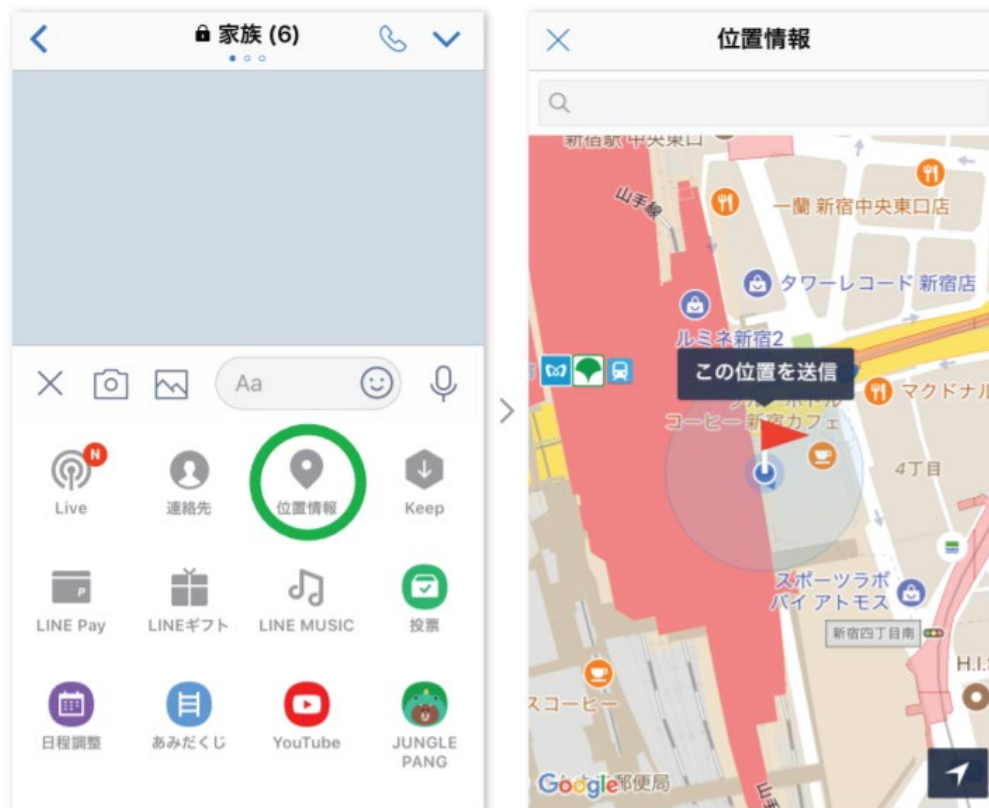 家族 (6)
Aa
N
Live
連絡先
位置情報
Keep
P
LINE Pay
LINEギフト
LINE MUSIC
投票
日程調整
あみだくじ
YouTube
JUNGLE
PANG
位置情報
新宿駅 中央東口
山手線
一蘭 新宿中央東口店
タワーレコード 新宿店
ルミネ新宿2
この位置を送信
マクドナル
コーヒー 新宿カフェ
4丁目
スポーツラボ
バイ アトモス
新宿四丁目南
H.I.S
スコーヒー
Google
郵便局